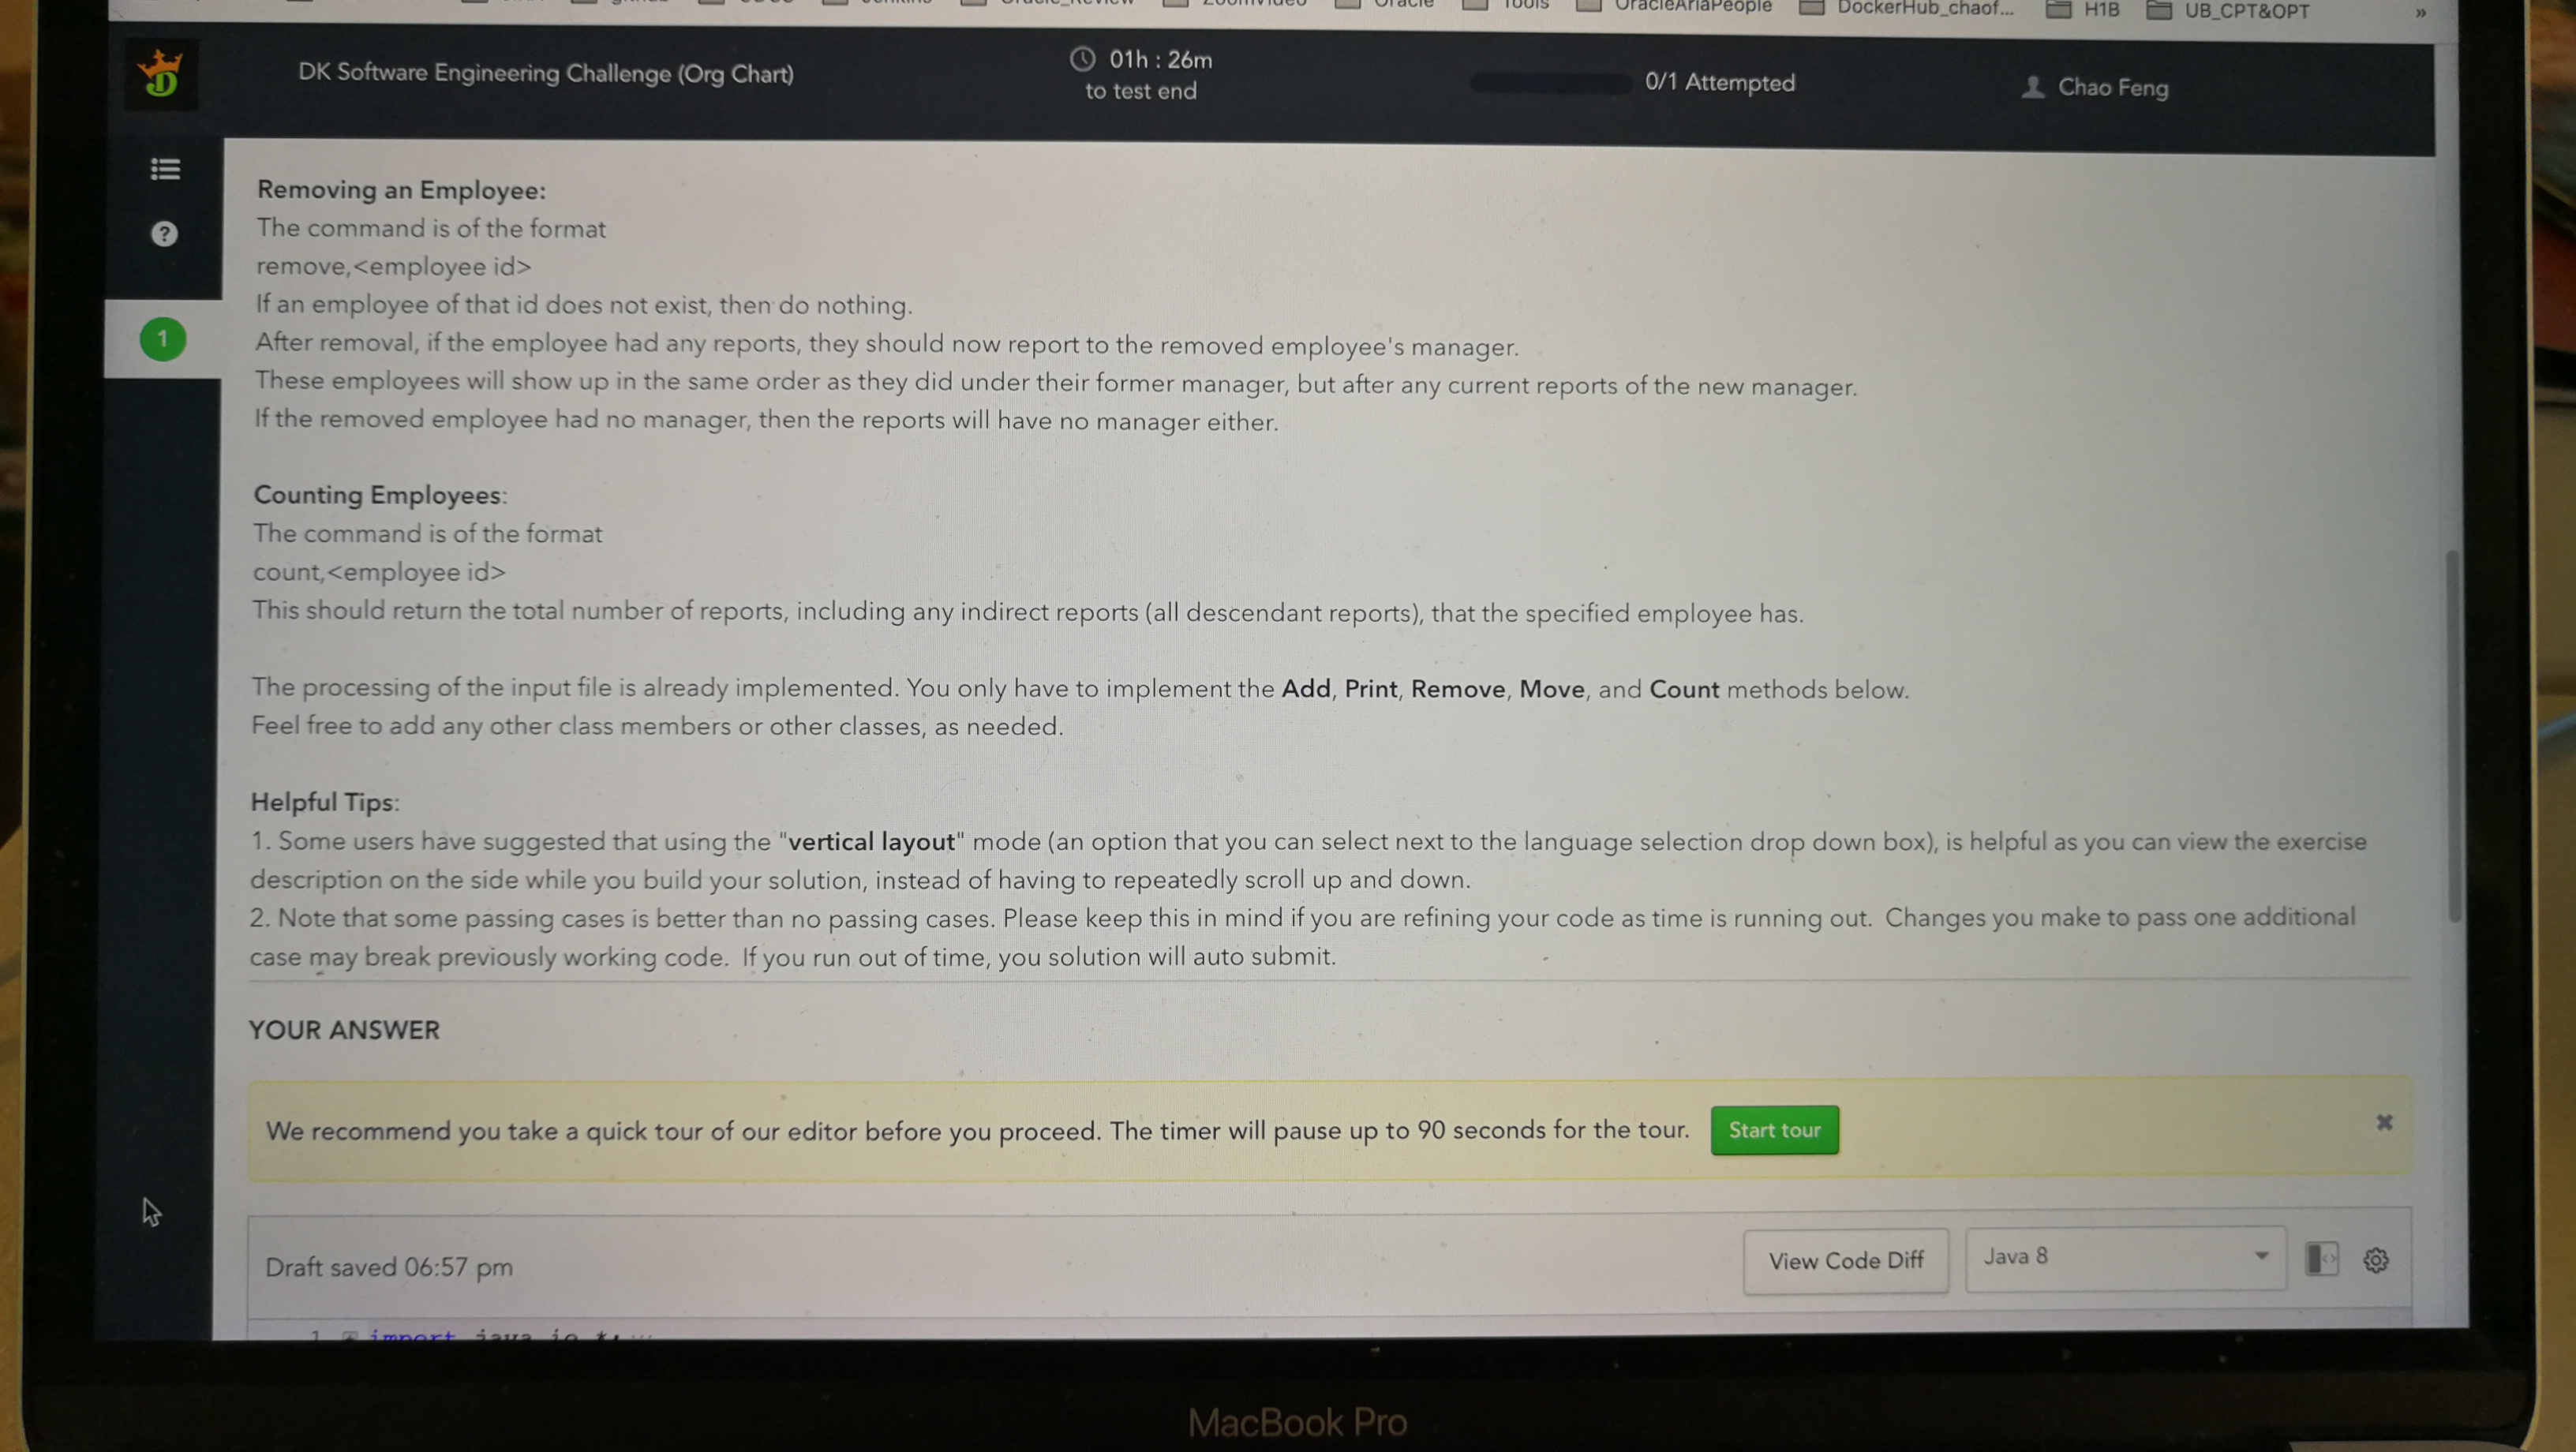 Oracle
Tools
OracleAriaPeople
DockerHub_chaof...
H1B
UB_CPT&OPT
»
DK Software Engineering Challenge (Org Chart)
01h : 26m
to test end
0/1 Attempted
Chao Feng
Removing an Employee:
The command is of the format
remove,<employee id>
If an employee of that id does not exist, then do nothing.
1
After removal, if the employee had any reports, they should now report to the removed employee's manager.
These employees will show up in the same order as they did under their former manager, but after any current reports of the new manager.
If the removed employee had no manager, then the reports will have no manager either.
Counting Employees:
The command is of the format
count,<employee id>
This should return the total number of reports, including any indirect reports (all descendant reports), that the specified employee has.
The processing of the input file is already implemented. You only have to implement the Add, Print, Remove, Move, and Count methods below.
Feel free to add any other class members or other classes, as needed.
Helpful Tips:
1. Some users have suggested that using the "vertical layout" mode (an option that you can select next to the language selection drop down box), is helpful as you can view the exercise
description on the side while you build your solution, instead of having to repeatedly scroll up and down.
2. Note that some passing cases is better than no passing cases. Please keep this in mind if you are refining your code as time is running out. Changes you make to pass one additional
case may break previously working code. If you run out of time, you solution will auto submit.
YOUR ANSWER
We recommend you take a quick tour of our editor before you proceed. The timer will pause up to 90 seconds for the tour.
Start tour
Draft saved 06:57 pm
View Code Diff
Java 8
1 import java.io.*;
MacBook Pro